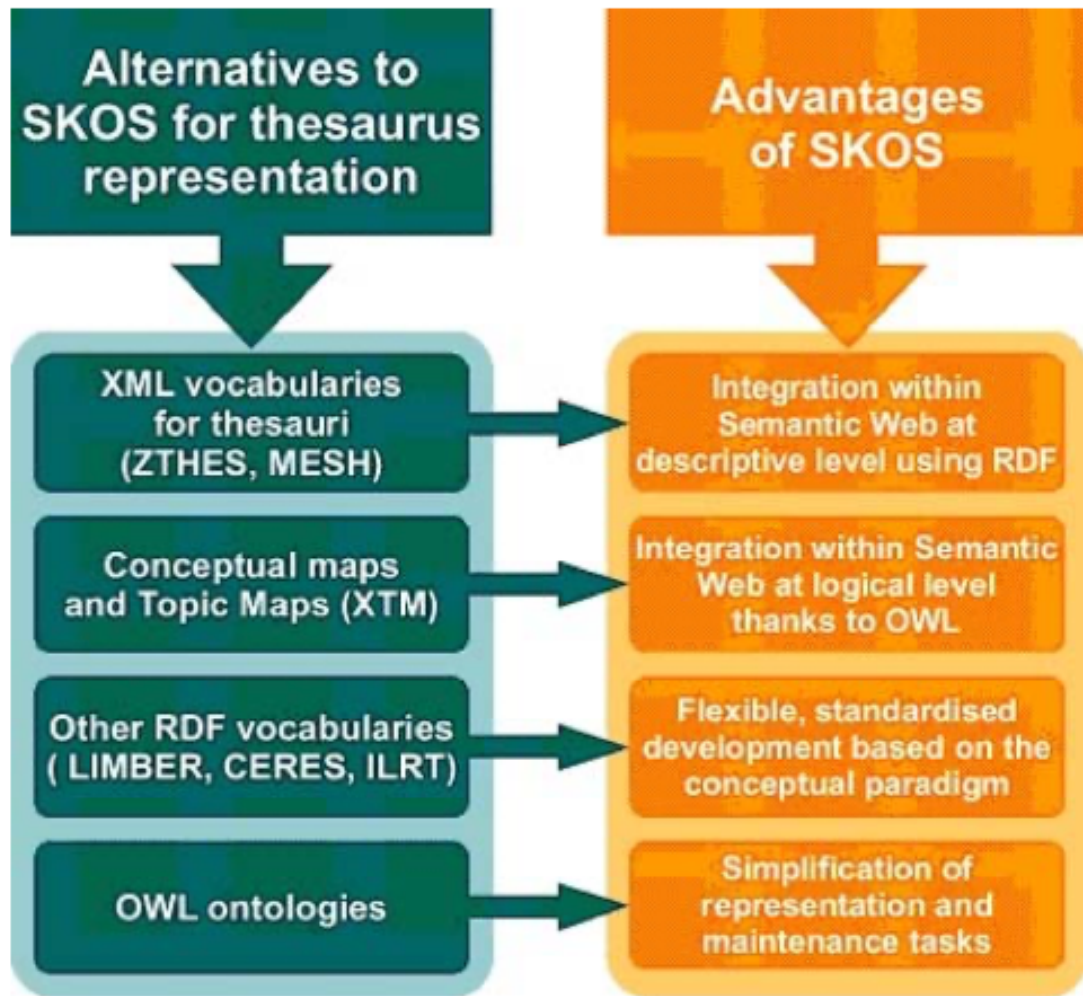 Alternatives to
SKOS for thesaurus
representation
Advantages
of SKOS
XML vocabularies
for thesauri
(ZTHES, MESH)
Integration within
Semantic Web at
descriptive level using RDF
Conceptual maps
and Topic Maps (XTM)
Integration within Semantic
Web at logical level
thanks to OWL
Other RDF vocabularies
( LIMBER, CERES, ILRT)
Flexible, standardised
development based on the
conceptual paradigm
OWL ontologies
Simplification of
representation and
maintenance tasks